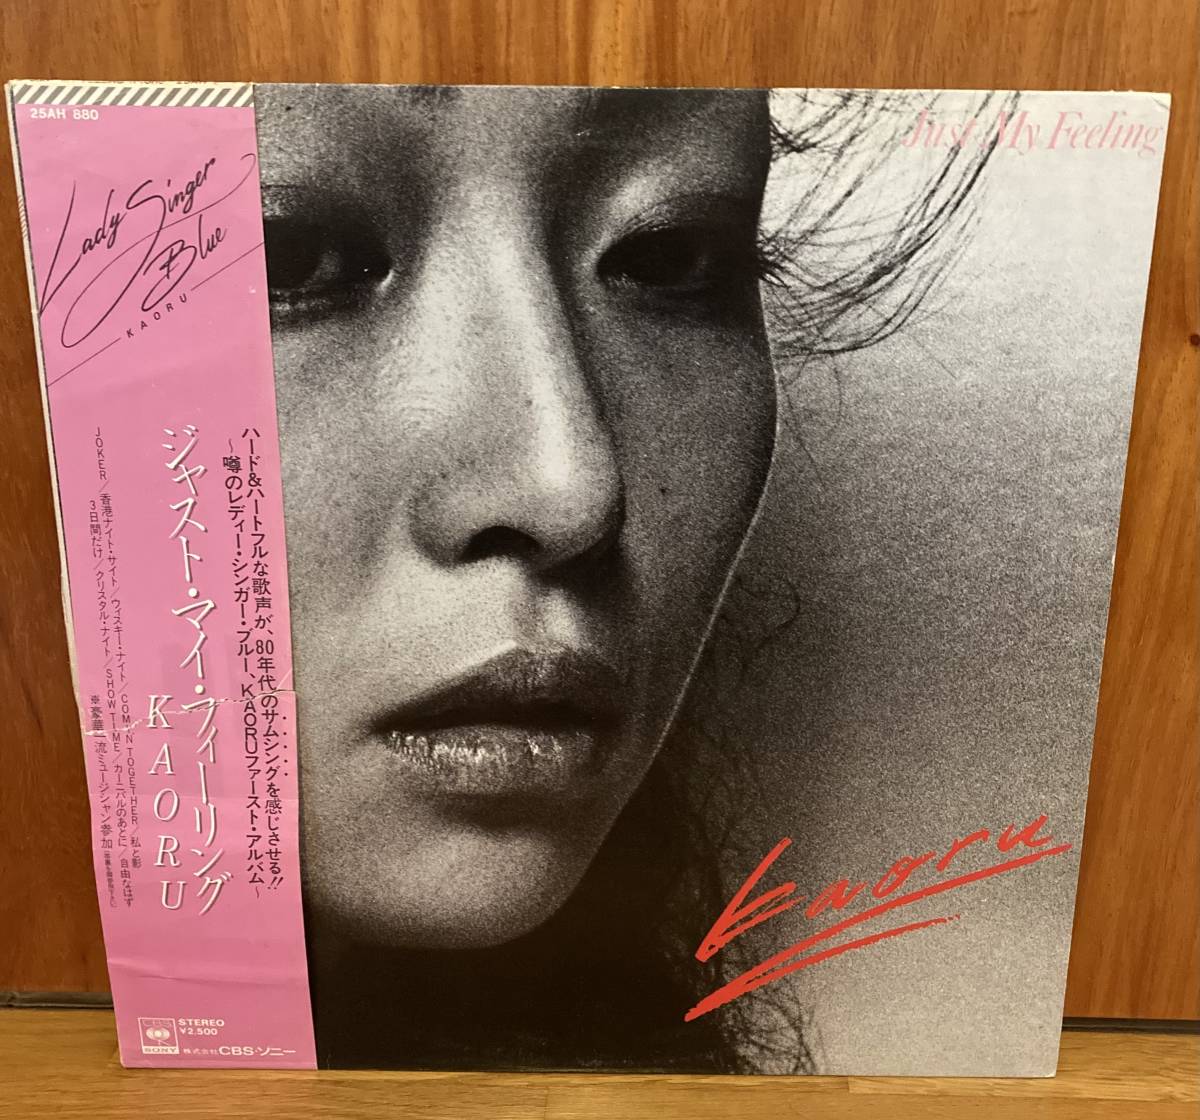 25AH 880
Lady Singer
Blue
KAORU
ハード&ハートフルな歌声が、80年代のサムシングを感じさせる!!
〜噂のレディー・シンガー・ブルー、KAORUファースト・アルバム〜
ジャスト・マイ・フィーリング
KAORU
JOKER/香港ナイト・サイト/ウィスキー・ナイト/COM'N TOGETHER/私と影
3日間だけ/クリスタル・ナイト/SHOW TIME/カーニバルのあとに/自由なはず
※豪華一流ミュージシャン参加
CBS
SONY
STEREO
¥2,500
株式会社CBS・ソニー
Just My Feeling
kaoru